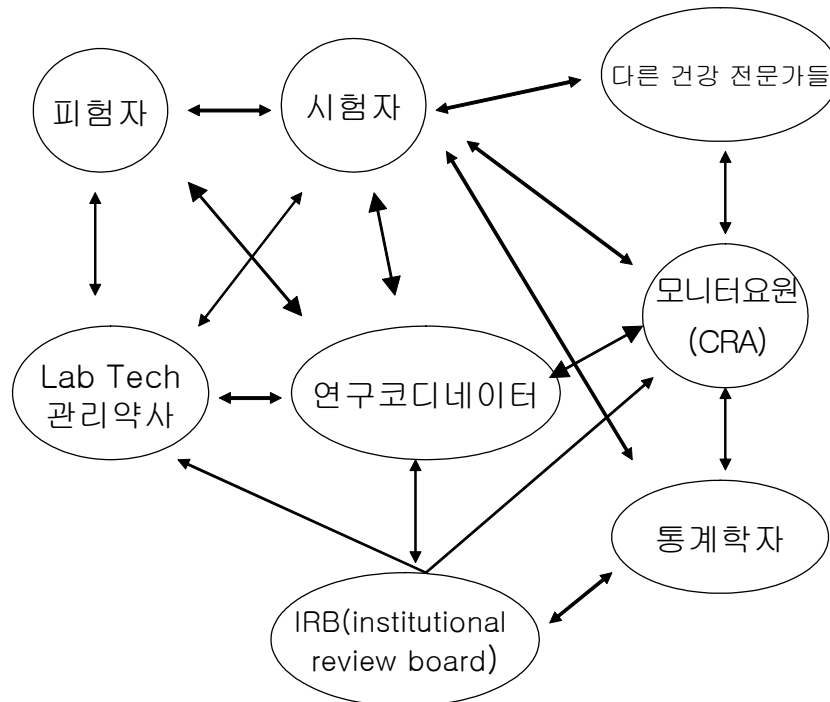 다른 건강 전문가들
피험자
시험자
모니터요원
(CRA)
Lab Tech
관리약사
연구코디네이터
통계학자
IRB(institutional
review board)